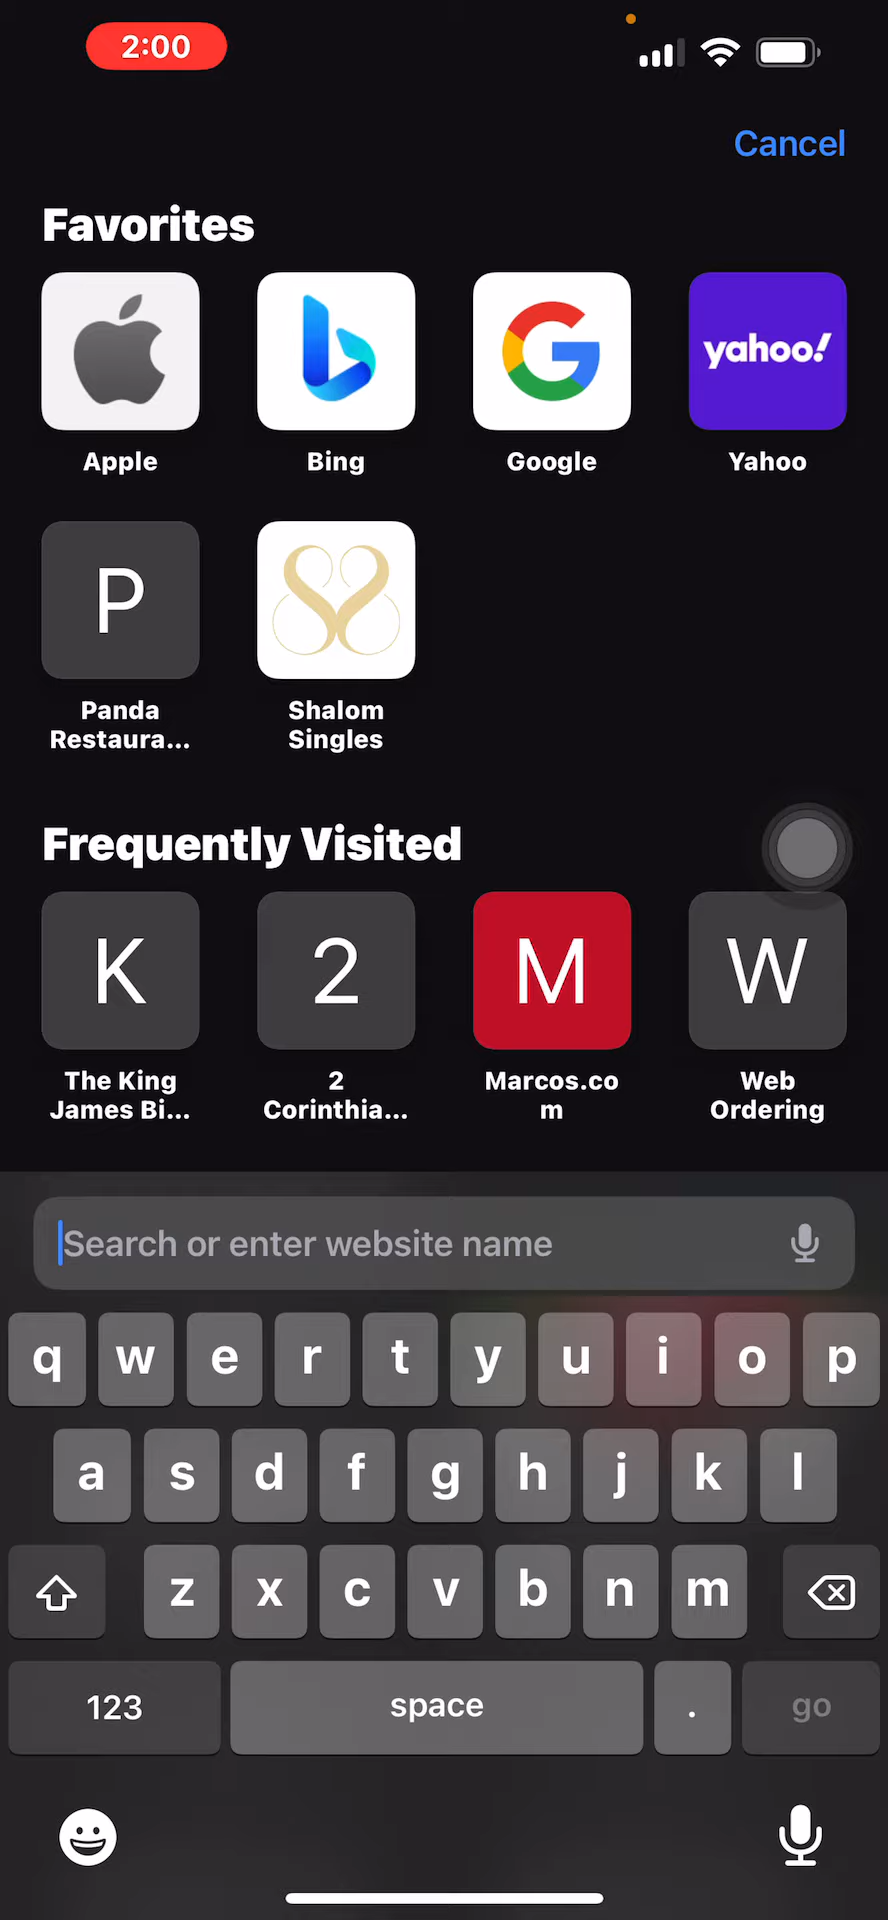 2:00
Cancel
Favorites
yahoo!
Apple
Bing
Google
Yahoo
P
Panda
Restaura...
Shalom
Singles
Frequently Visited
K
2
M
W
The King
James Bi...
2
Corinthia...
Marcos.co
m
Web
Ordering
Search or enter website name
q w e r t y u i o p
a s d f g h j k l
z x c v b n m
123 space . go